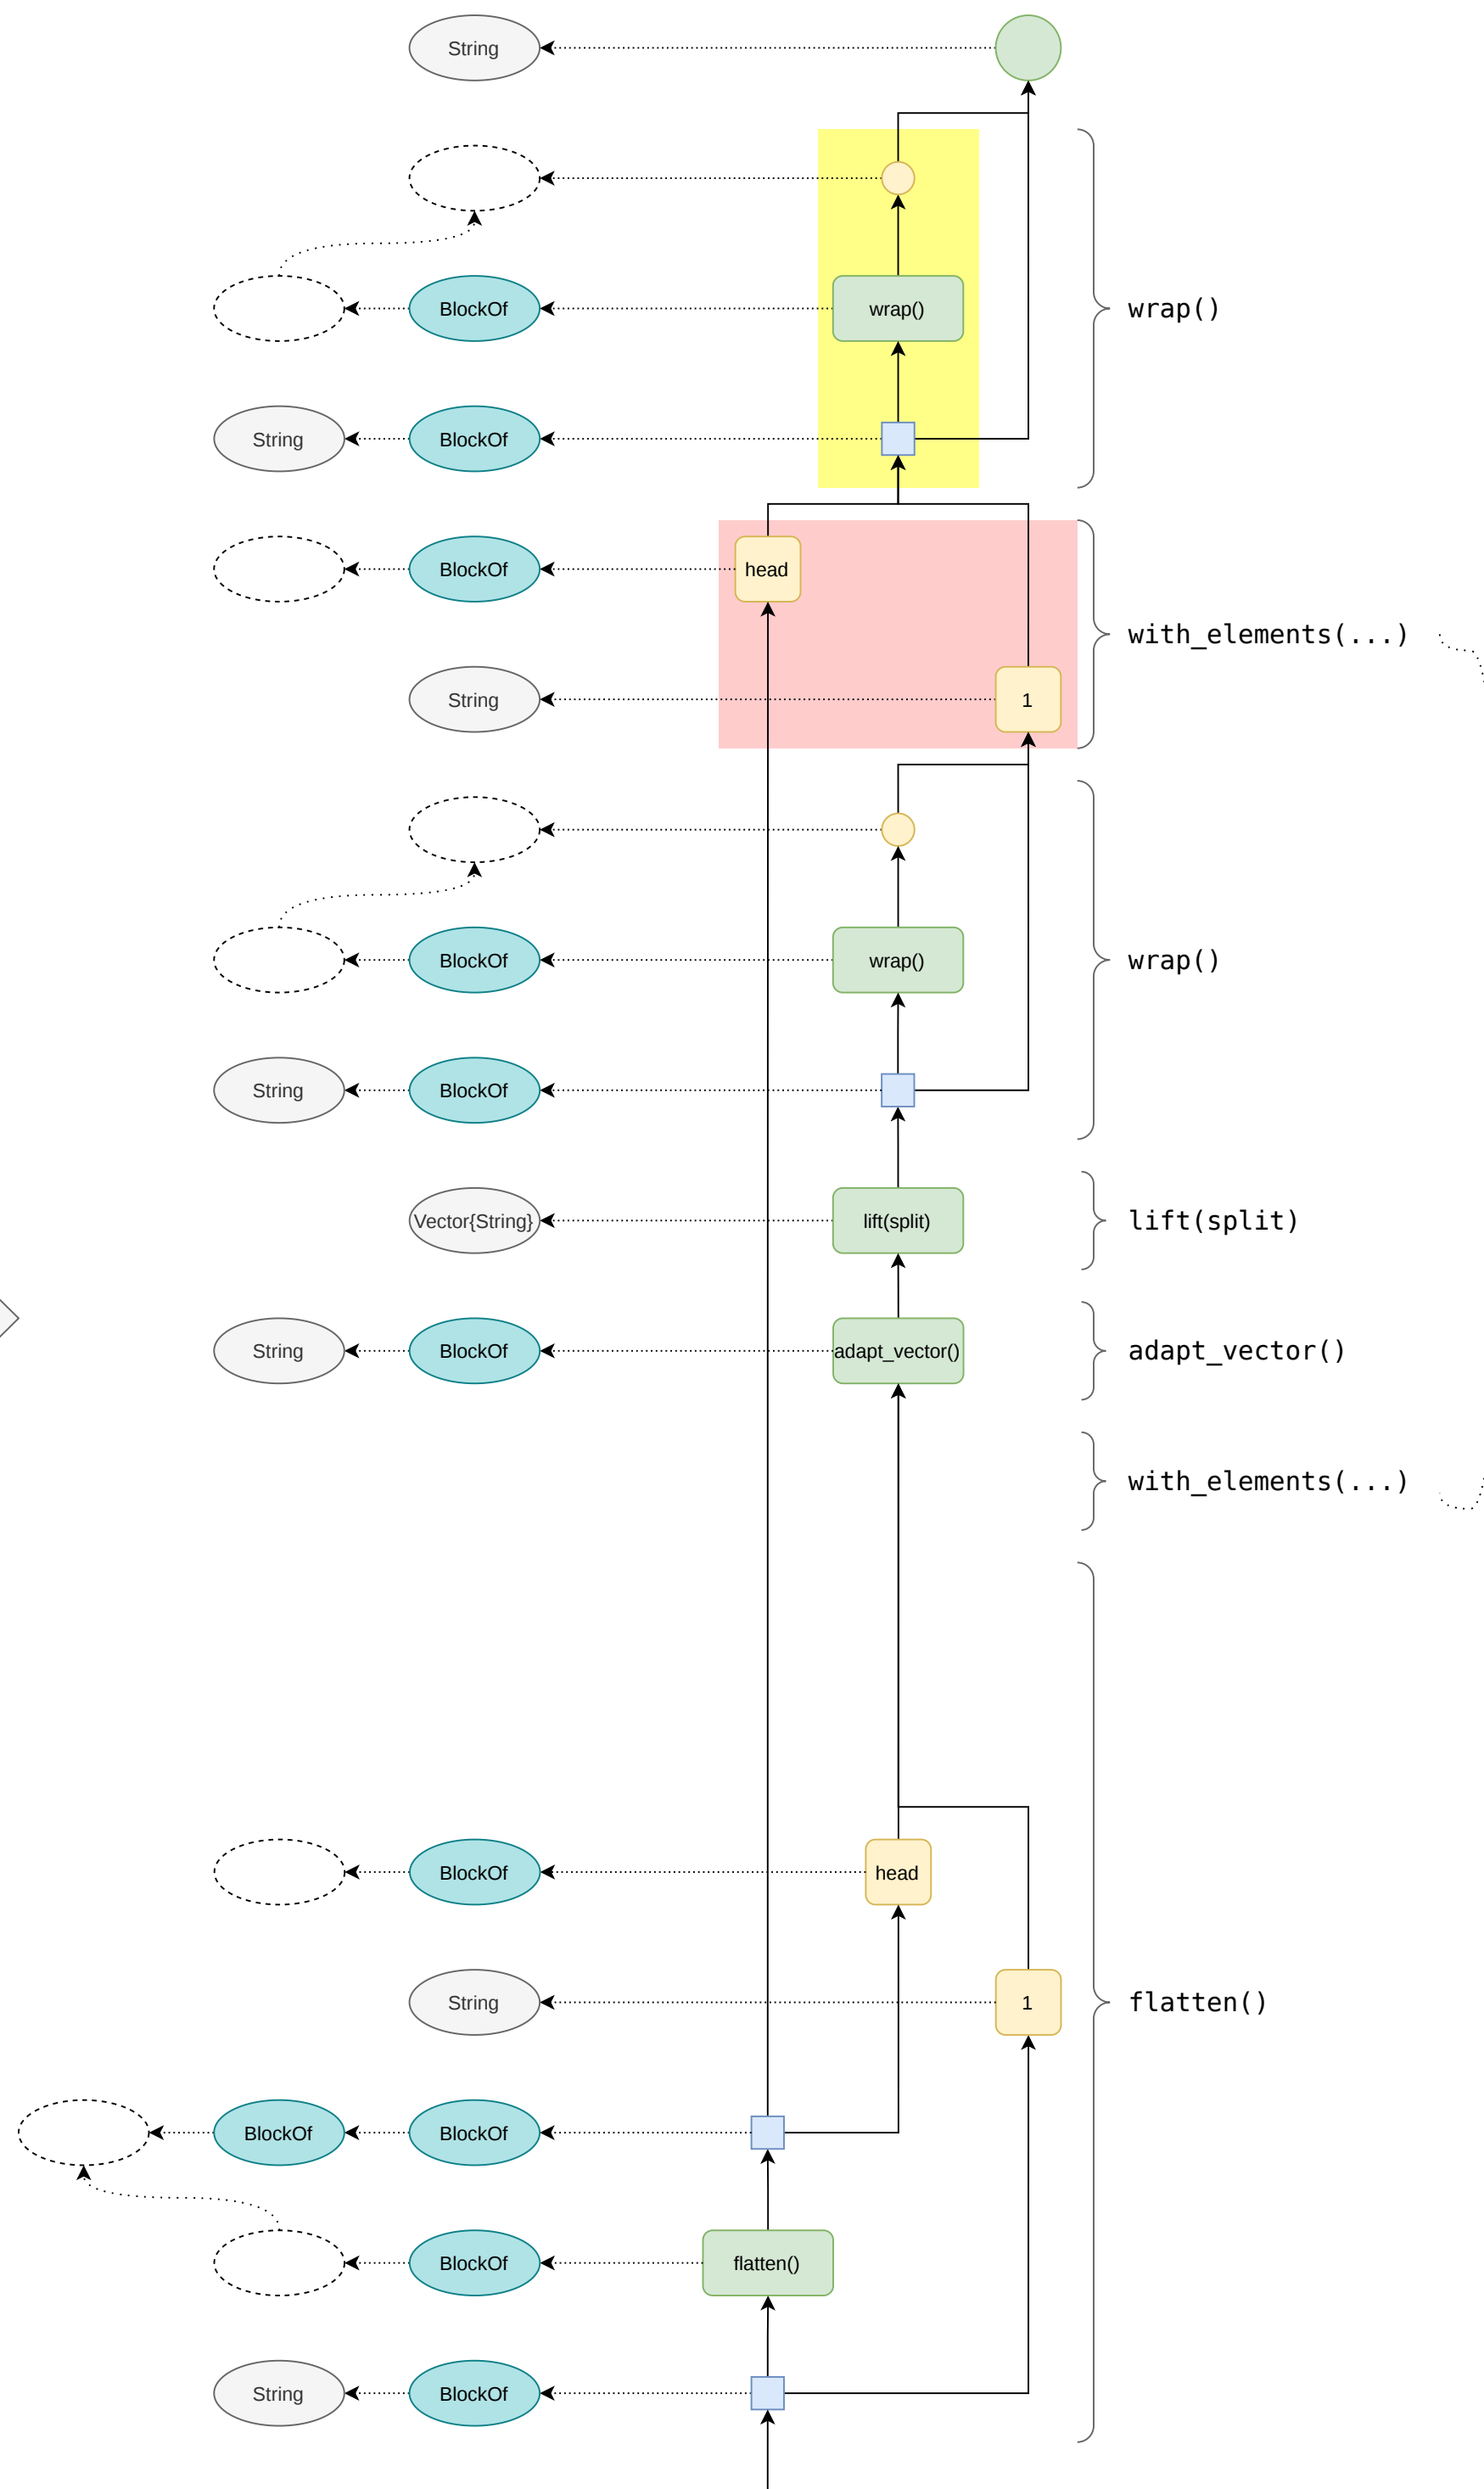 String
BlockOf wrap() wrap()
String BlockOf
BlockOf head
with_elements(...)
String 1
BlockOf wrap() wrap()
String BlockOf
Vector{String} lift(split) lift(split)
String BlockOf adapt_vector() adapt_vector()
with_elements(...)
BlockOf head
String 1 flatten()
BlockOf BlockOf
BlockOf flatten()
String BlockOf